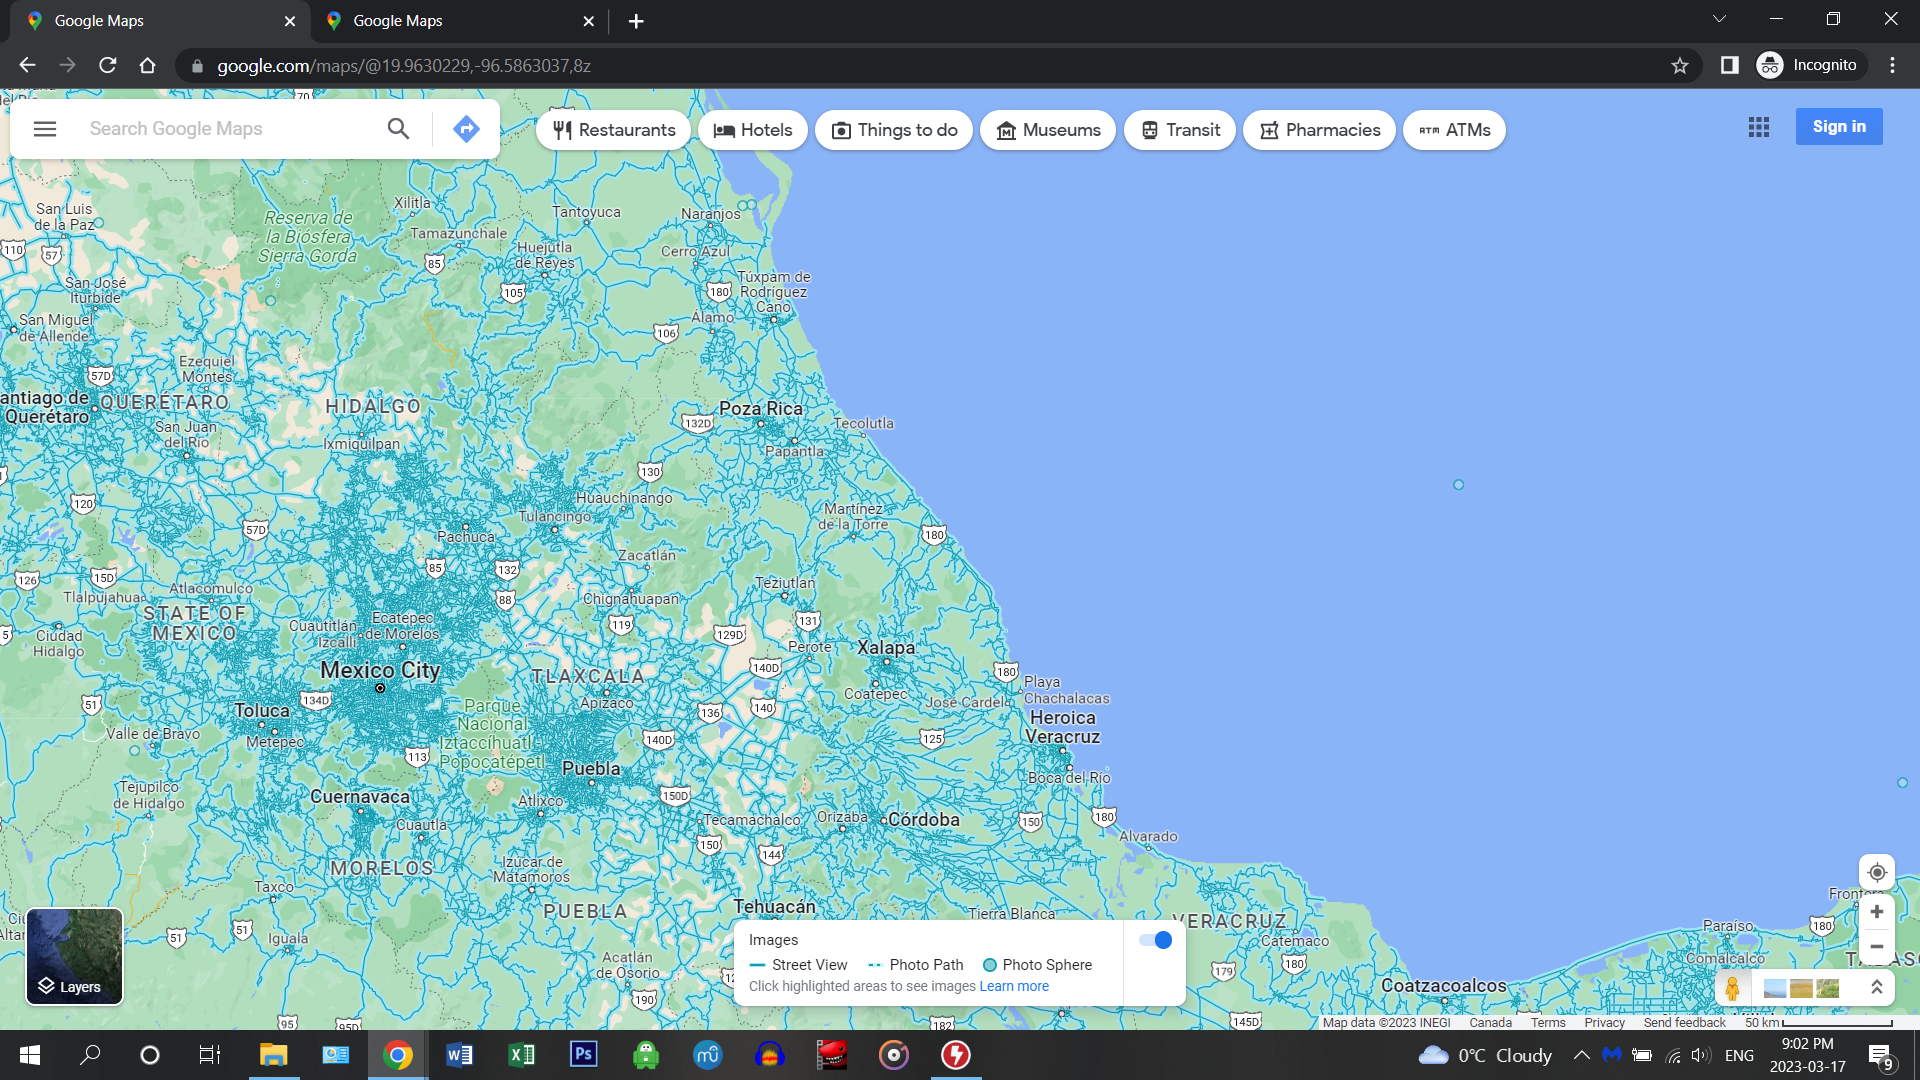 Google Maps
Google Maps
google.com/maps/@19.9630229,-96.5863037,8z
Incognito
Search Google Maps
Restaurants
Hotels
Things to do
Museums
Transit
Pharmacies
ATM ATMs
Sign in
70
San Luis
de la Paz
Reserva de
la Biósfera
Sierra Gorda
Xilitla
Tantoyuca
Naranjos
Tamazunchale
Huejutla
de Reyes
Cerro Azul
110
57
85
105
180
Túxpam de
Rodríguez
Cano
San José
Iturbide
San Miguel
de Allende
Álamo
106
Ezequiel
Montes
57D
antiago de
Querétaro
QUERÉTARO
HIDALGO
San Juan
del Río
Ixmiquilpan
Poza Rica
132D
Tecolutla
Papantla
130
120
57D
Huauchinango
Tulancingo
Pachuca
Martínez
de la Torre
180
Zacatlán
85
132
126
15D
Atlacomulco
Tlalpujahua
88
Chignahuapan
Teziutlan
STATE OF
MEXICO
Cuautitlán
Izcalli
Ecatepec
de Morelos
119
129D
131
5
Ciudad
Hidalgo
Mexico City
TLAXCALA
Apizaco
Perote
Xalapa
140D
Coatepec
180
Playa
Chachalacas
José Cardel
51
Toluca
134D
Metepec
Parque
Nacional
Iztaccíhuatl-
Popocatépetl
136
140
Heroica
Veracruz
Valle de Bravo
113
140D
125
Puebla
Boca del Río
Tejupilco
de Hidalgo
Cuernavaca
Atlixco
150D
Cuautla
Tecamachalco
Orizaba
Córdoba
150
180
Alvarado
150
144
MORELOS
Izúcar de
Matamoros
Taxco
PUEBLA
Tehuacán
Tierra Blanca
VERACRUZ
Catemaco
Frontera
51
51
Iguala
Acatlán
de Osorio
190
179
180
Paraíso
180
Comalcalco
Coatzacoalcos
95
95D
182
145D
Layers
Images
Street View
Photo Path
Photo Sphere
Click highlighted areas to see images Learn more
Map data ©2023 INEGI
Canada
Terms
Privacy
Send feedback
50 km
0°C Cloudy
ENG
9:02 PM
2023-03-17
9